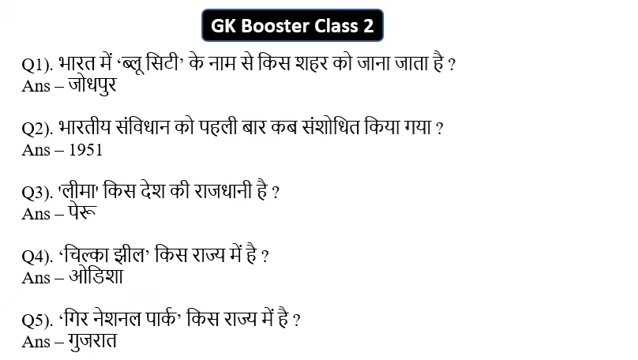 GK Booster Class 2
Q1). भारत में ‘ब्लू सिटी’ के नाम से किस शहर को जाना जाता है ?
Ans – जोधपुर
Q2). भारतीय संविधान को पहली बार कब संशोधित किया गया ?
Ans – 1951
Q3). 'लीमा' किस देश की राजधानी है ?
Ans – पेरू
Q4). ‘चिल्का झील’ किस राज्य में है ?
Ans – ओडिशा
Q5). ‘गिर नेशनल पार्क’ किस राज्य में है ?
Ans – गुजरात